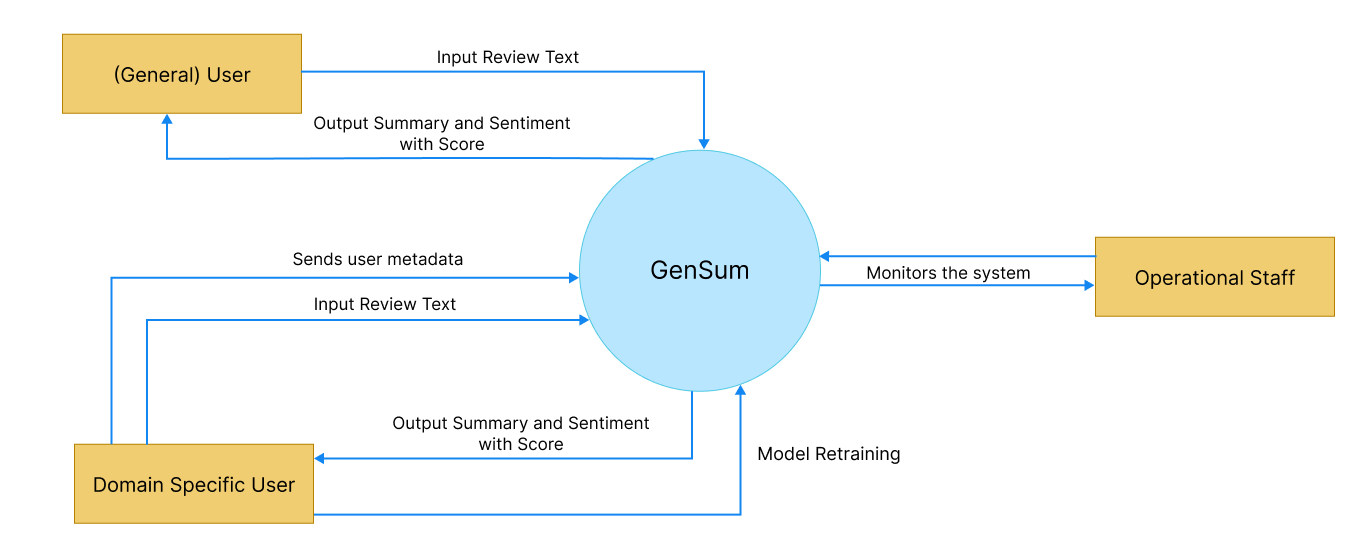 (General) User
Input Review Text
Output Summary and Sentiment
with Score
GenSum
Sends user metadata
Input Review Text
Monitors the system
Operational Staff
Output Summary and Sentiment
with Score
Model Retraining
Domain Specific User